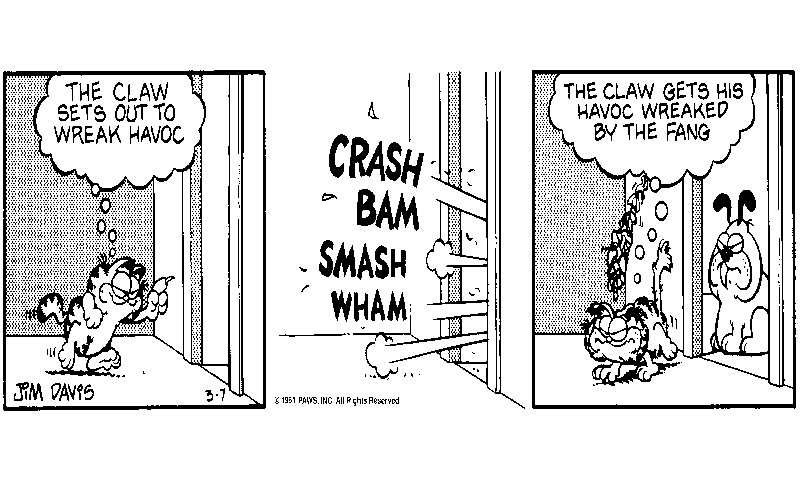 THE CLAW
SETS OUT TO
WREAK HAVOC
JIM DAVIS
3-7
CRASH
BAM
SMASH
WHAM
© 1991 PAWS, INC. All Rights Reserved
THE CLAW GETS HIS
HAVOC WREAKED
BY THE FANG